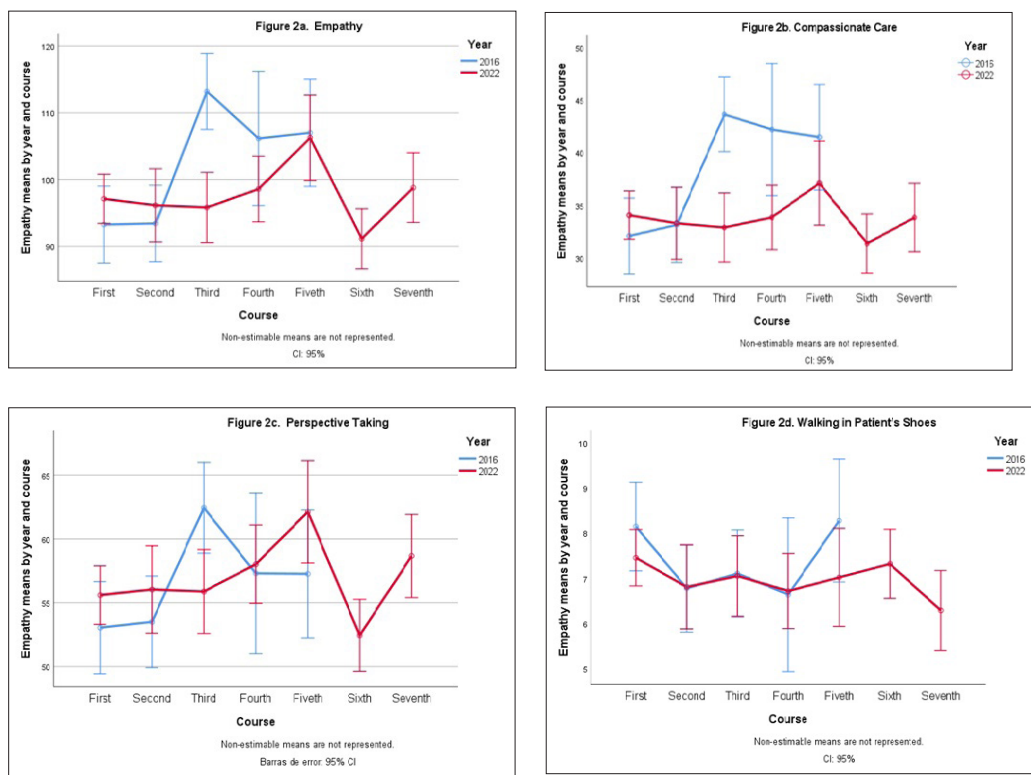 Figure 2a. Empathy
Year
2016
2022
Empathy means by year and course
120
110
100
90
First Second Third Fourth Fiveth Sixth Seventh
Course
Non-estimable means are not represented.
CI: 95%
Figure 2b. Compassionate Care
Year
2015
2022
Empathy means by year and course
50
45
40
35
30
First Second Third Fourth Fiveth Sixth Seventh
Course
Non-estimable means are not represented.
CI: 95%
Figure 2c. Perspective Taking
Year
2016
2022
Empathy means by year and course
65
60
55
50
First Second Third Fourth Fiveth Sixth Seventh
Course
Non-estimable means are not represented.
Barras de error: 95% CI
Figure 2d. Walking in Patient's Shoes
Year
2016
2022
Empathy means by year and course
10
9
8
7
6
5
First Second Third Fourth Fiveth Sixth Seventh
Course
Non-estimable means are not represented.
CI: 95%